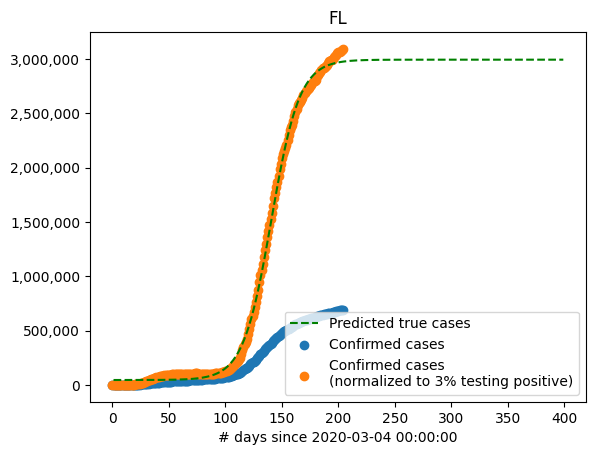 FL
3,000,000
2,500,000
2,000,000
1,500,000
1,000,000
500,000
0
Predicted true cases
Confirmed cases
Confirmed cases
(normalized to 3% testing positive)
0 50 100 150 200 250 300 350 400
# days since 2020-03-04 00:00:00